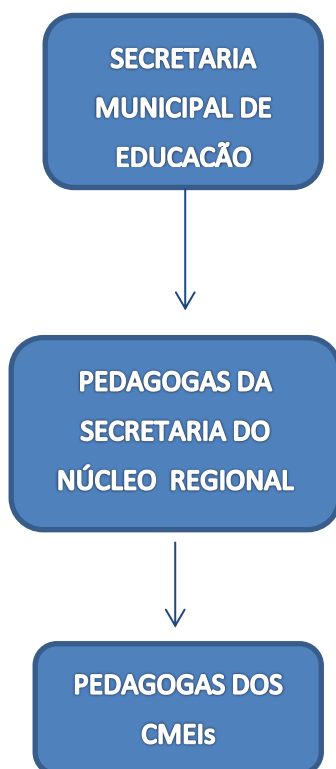 SECRETARIA
MUNICIPAL DE
EDUCACÃO
PEDAGOGAS DA
SECRETARIA DO
NÚCLEO REGIONAL
PEDAGOGAS DOS
CMEIs